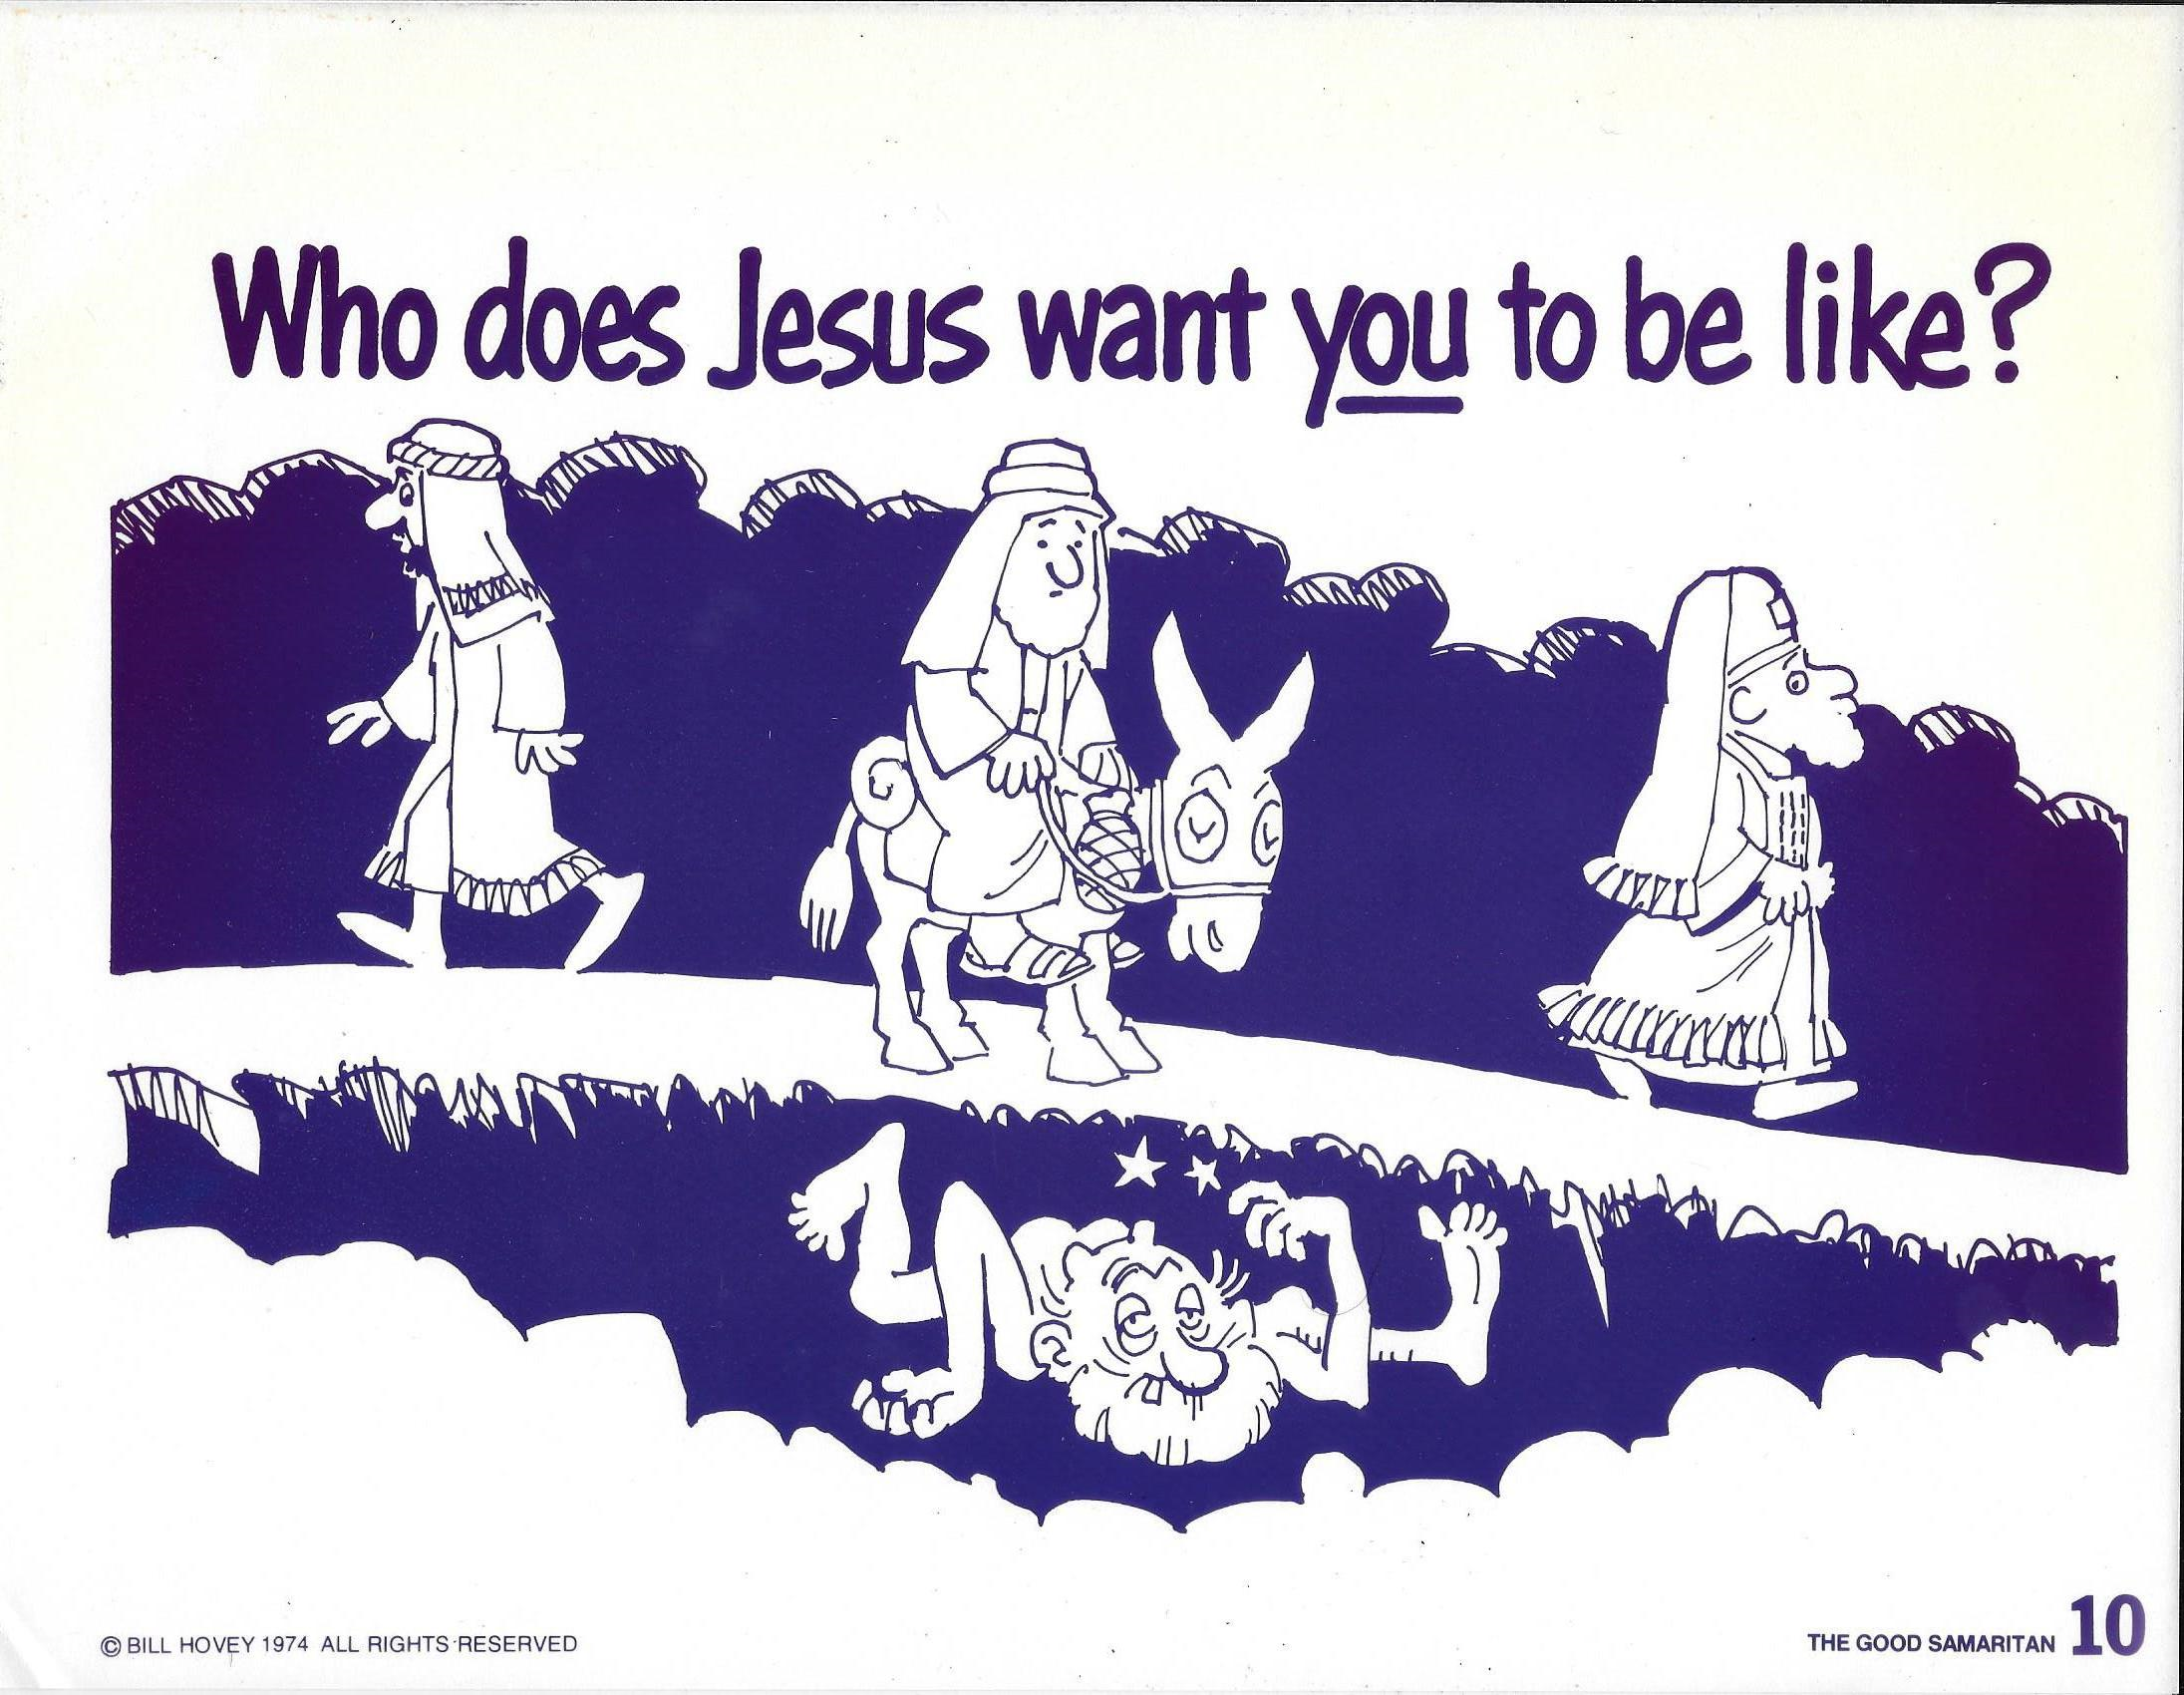 Who does Jesus want you to be like?
© BILL HOVEY 1974 ALL RIGHTS RESERVED
THE GOOD SAMARITAN 10